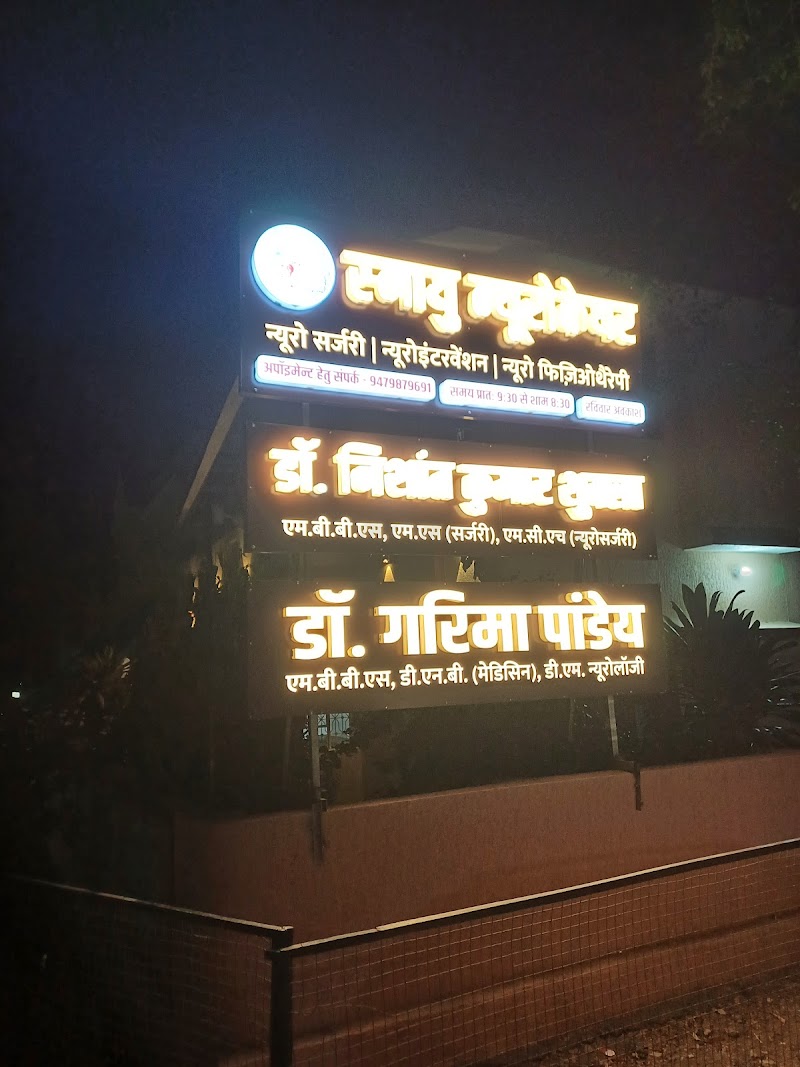 स्नायु न्यूरोकेयर
न्यूरो सर्जरी | न्यूरोइंटरवेंशन | न्यूरो फिज़िओथैरेपी
अपॉइमेन्ट हेतु संपर्क - 9479879691 समय प्रात: 9:30 से शाम 8:30 रविवार अवकाश
डॉ. निशांत कुमार शुक्ला
एम.बी.बी.एस, एम.एस (सर्जरी), एम.सी.एच (न्यूरोसर्जरी)
डॉ. गरिमा पांडेय
एम.बी.बी.एस, डी.एन.बी. (मेडिसिन), डी.एम. न्यूरोलॉजी